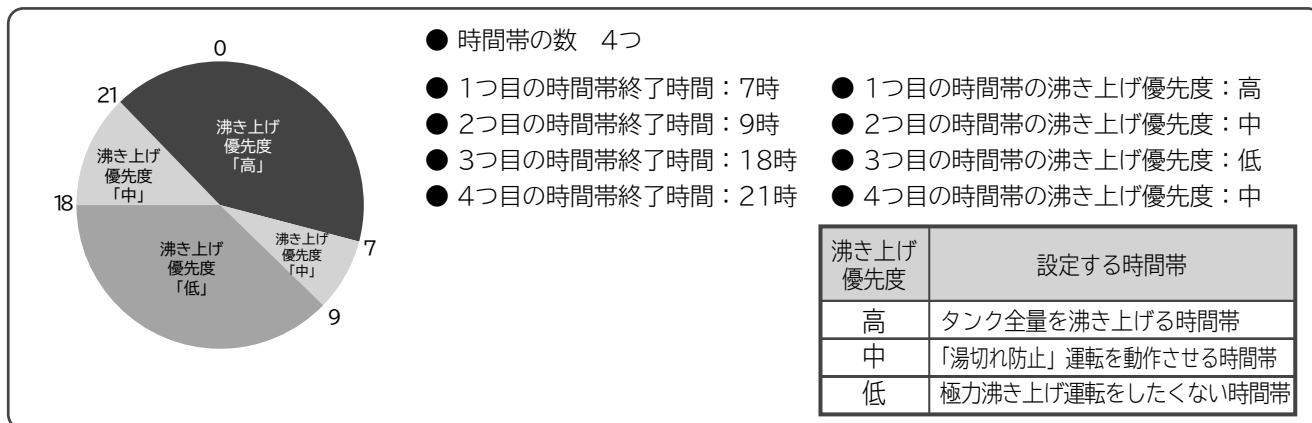 0
21
18
7
9
沸き上げ
優先度
「高」
沸き上げ
優先度
「中」
沸き上げ
優先度
「中」
沸き上げ
優先度
「低」
● 時間帯の数　4つ
● 1つ目の時間帯終了時間：7時
● 2つ目の時間帯終了時間：9時
● 3つ目の時間帯終了時間：18時
● 4つ目の時間帯終了時間：21時
● 1つ目の時間帯の沸き上げ優先度：高
● 2つ目の時間帯の沸き上げ優先度：中
● 3つ目の時間帯の沸き上げ優先度：低
● 4つ目の時間帯の沸き上げ優先度：中
沸き上げ
優先度
設定する時間帯
高 タンク全量を沸き上げる時間帯
中 「湯切れ防止」運転を動作させる時間帯
低 極力沸き上げ運転をしたくない時間帯